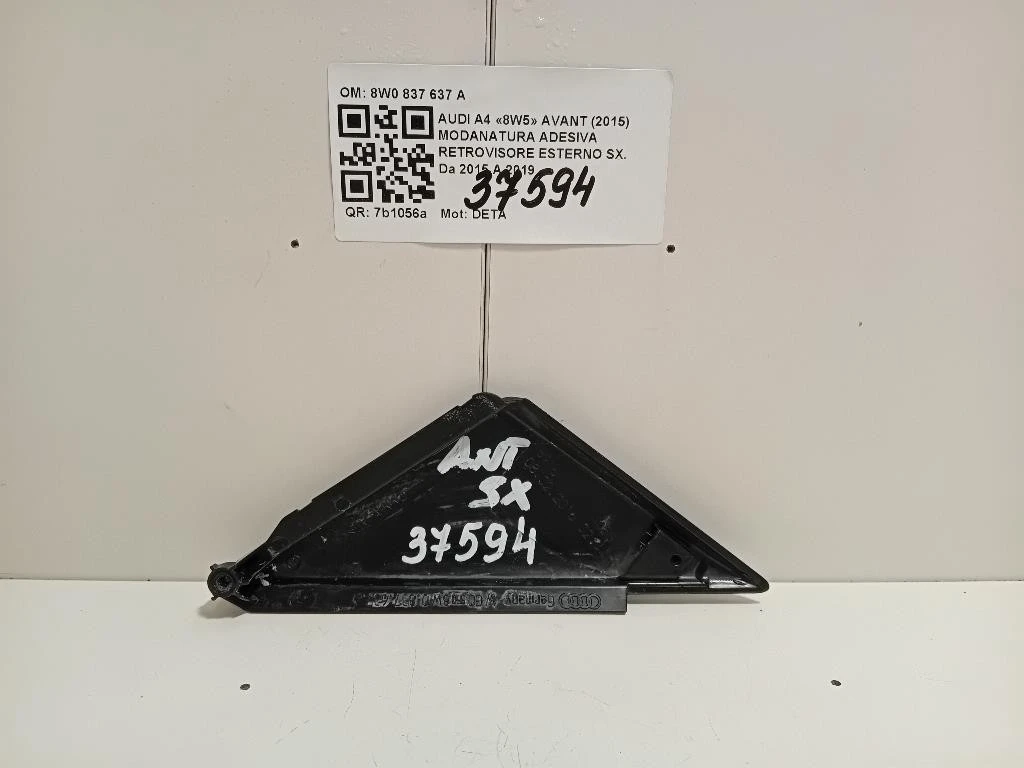 OM: 8W0 837 637 A
AUDI A4 «8W5» AVANT (2015)
MODANATURA ADESIVA
RETROVISORE ESTERNO SX.
Da 2015 A 2019
37594
QR: 7b1056a Mot: DETA
ANT
SX
37594
Germany